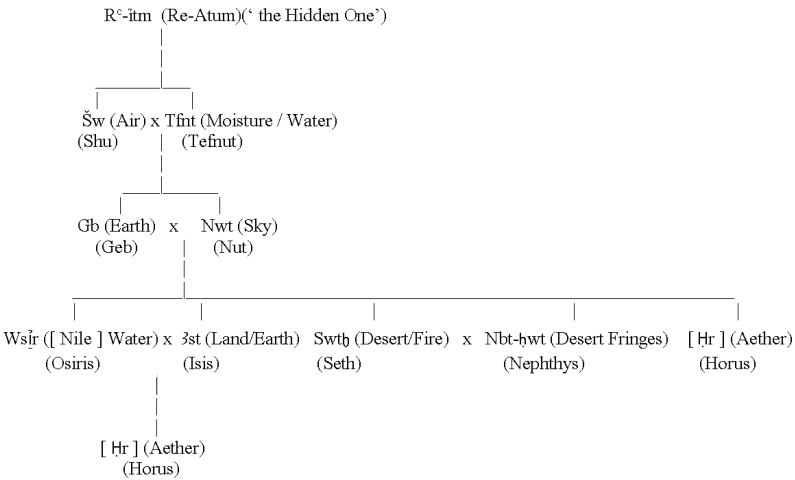 Rꜥ-ỉtm (Re-Atum)(‘ the Hidden One’)
Šw (Air) x Tfnt (Moisture / Water)
(Shu) (Tefnut)
Gb (Earth) x Nwt (Sky)
(Geb) (Nut)
Wsỉ̱r ([ Nile ] Water) x ꜣst (Land/Earth) Swtẖ (Desert/Fire) x Nbt-ḥwt (Desert Fringes) [ Ḥr ] (Aether)
(Osiris) (Isis) (Seth) (Nephthys) (Horus)
[ Ḥr ] (Aether)
(Horus)